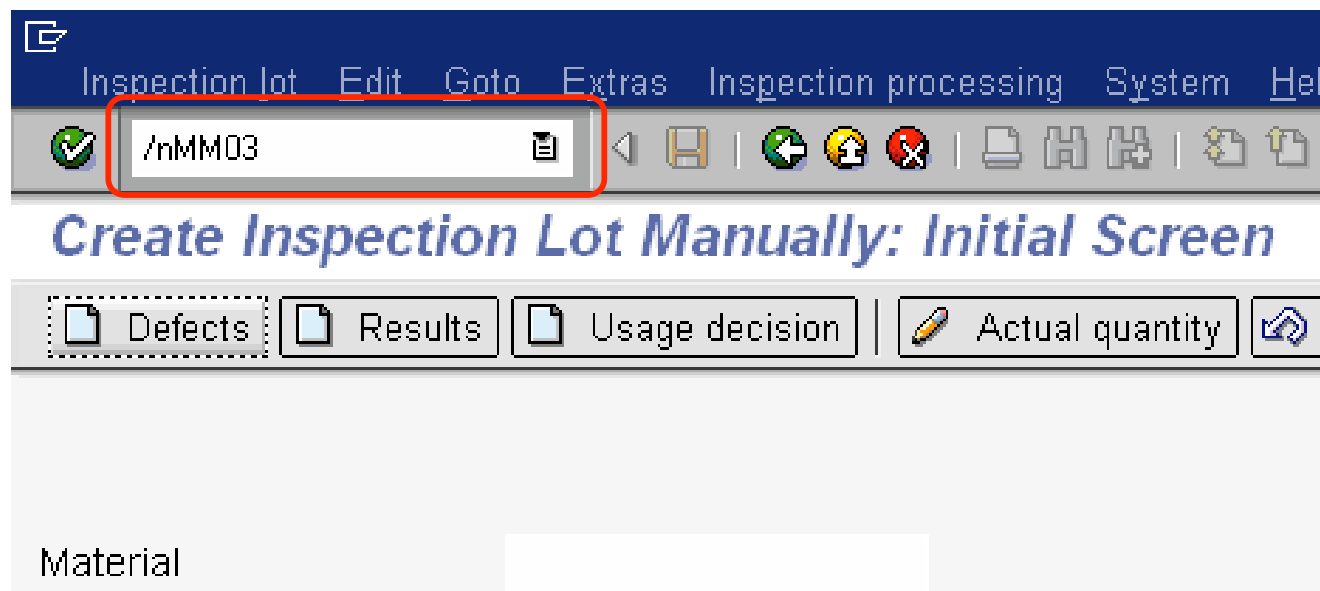 Inspection lot Edit Goto Extras Inspection processing System Hel
/nMM03
Create Inspection Lot Manually: Initial Screen
Defects Results Usage decision Actual quantity
Material